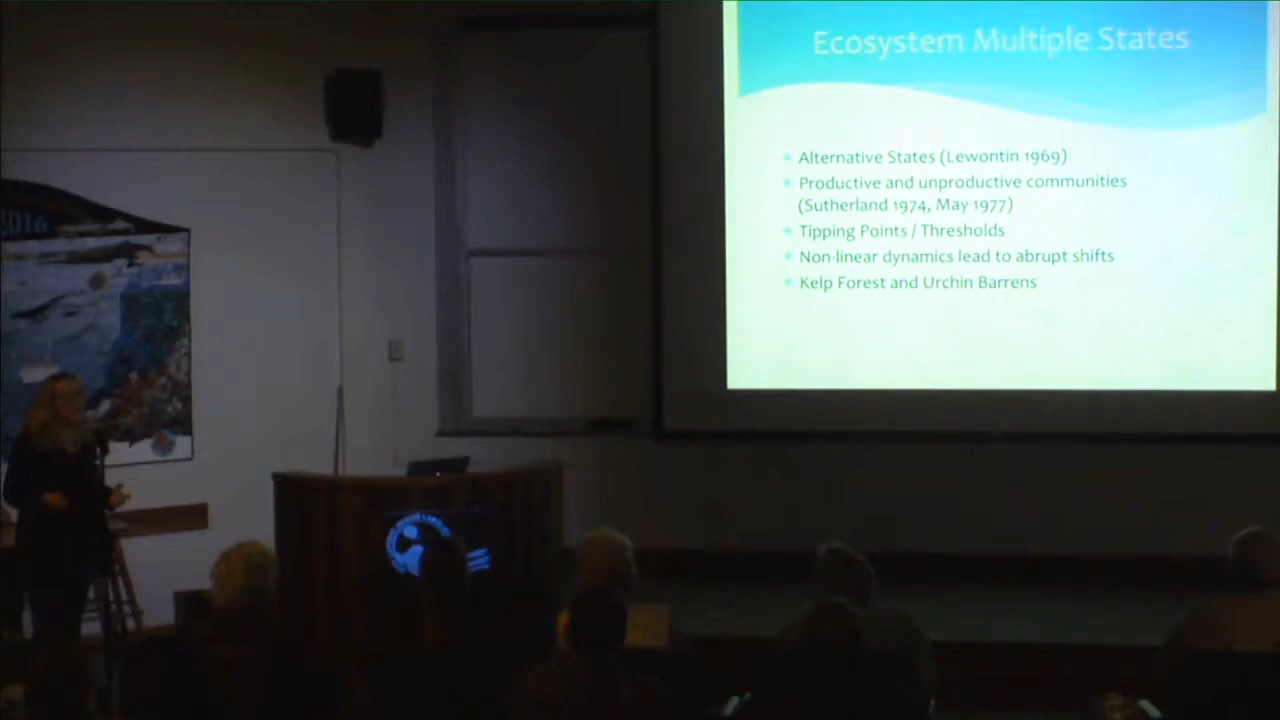 Ecosystem Multiple States
Alternative States (Lewontin 1969)
Productive and unproductive communities
(Sutherland 1974, May 1977)
Tipping Points / Thresholds
Non-linear dynamics lead to abrupt shifts
Kelp Forest and Urchin Barrens
2016